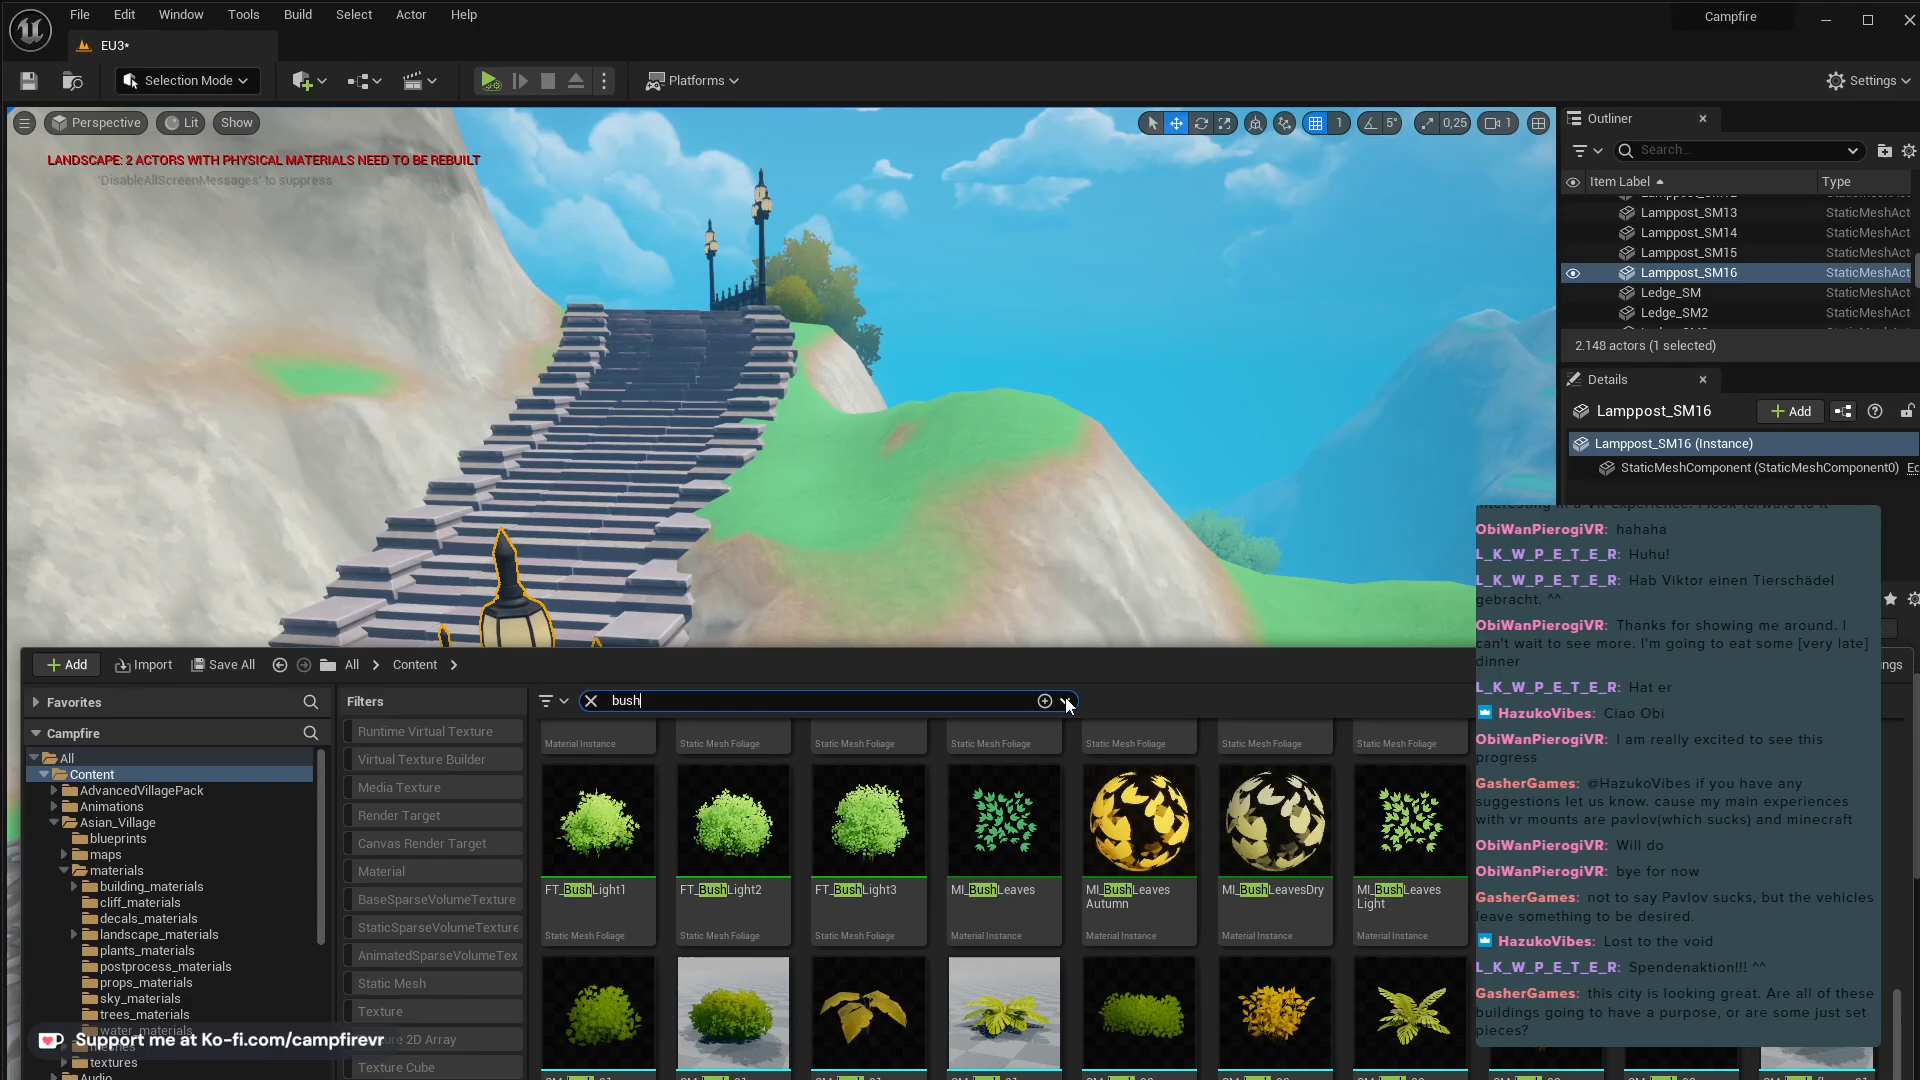 File Edit Window Tools Build Select Actor Help
Campfire
EU3*
Selection Mode
Platforms
Settings
Perspective Lit Show
1 5° 0,25 1
LANDSCAPE: 2 ACTORS WITH PHYSICAL MATERIALS NEED TO BE REBUILT
'DisableAllScreenMessages' to suppress
Outliner
Search...
Item Label Type
Lamppost_SM13 StaticMeshAct
Lamppost_SM14 StaticMeshAct
Lamppost_SM15 StaticMeshAct
Lamppost_SM16 StaticMeshAct
Ledge_SM StaticMeshAct
Ledge_SM2 StaticMeshAct
2.148 actors (1 selected)
Details
Lamppost_SM16
Add
Lamppost_SM16 (Instance)
StaticMeshComponent (StaticMeshComponent0)
ObiWanPierogiVR: hahaha
L_K_W_P_E_T_E_R: Huhu!
L_K_W_P_E_T_E_R: Hab Viktor einen Tierschädel
gebracht. ^^
ObiWanPierogiVR: Thanks for showing me around. I
can't wait to see more. I'm going to eat some [very late]
dinner
L_K_W_P_E_T_E_R: Hat er
HazukoVibes: Ciao Obi
ObiWanPierogiVR: I am really excited to see this
progress
GasherGames: @HazukoVibes if you have any
suggestions let us know. cause my main experiences
with vr mounts are pavlov(which sucks) and minecraft
ObiWanPierogiVR: Will do
ObiWanPierogiVR: bye for now
GasherGames: not to say Pavlov sucks, but the vehicles
leave something to be desired.
HazukoVibes: Lost to the void
L_K_W_P_E_T_E_R: Spendenaktion!!! ^^
GasherGames: this city is looking great. Are all of these
buildings going to have a purpose, or are some just set
pieces?
Add Import Save All All Content
ngs
Favorites
Campfire
All
Content
AdvancedVillagePack
Animations
Asian_Village
blueprints
maps
materials
building_materials
cliff_materials
decals_materials
landscape_materials
plants_materials
postprocess_materials
props_materials
sky_materials
trees_materials
water_materials
textures
Audio
Support me at Ko-fi.com/campfirevr
Filters
Runtime Virtual Texture
Virtual Texture Builder
Media Texture
Render Target
Canvas Render Target
Material
BaseSparseVolumeTexture
StaticSparseVolumeTexture
AnimatedSparseVolumeTex
Static Mesh
Texture
2D Array
Texture Cube
bush
Material Instance
Static Mesh Foliage
Static Mesh Foliage
Static Mesh Foliage
Static Mesh Foliage
Static Mesh Foliage
Static Mesh Foliage
FT_BushLight1
Static Mesh Foliage
FT_BushLight2
Static Mesh Foliage
FT_BushLight3
Static Mesh Foliage
MI_BushLeaves
Material Instance
MI_BushLeaves
Autumn
Material Instance
MI_BushLeavesDry
Material Instance
MI_BushLeaves
Light
Material Instance